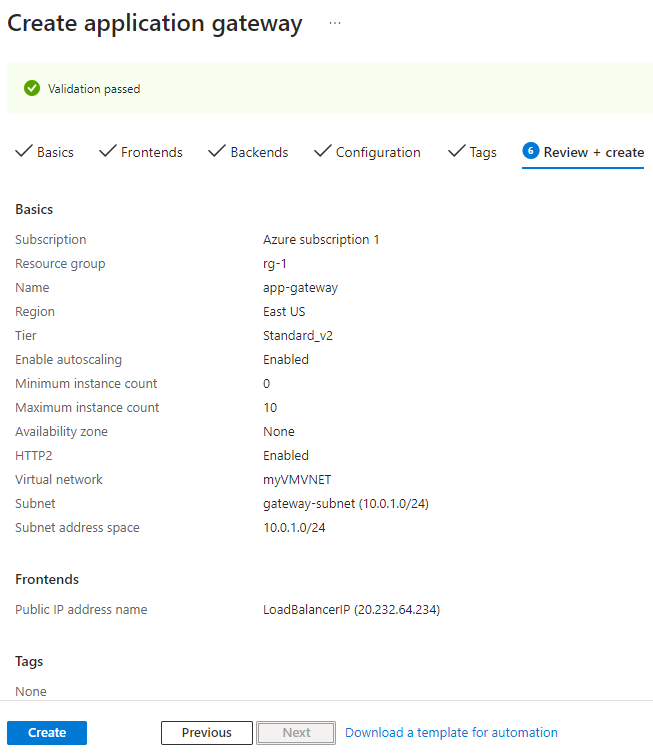 Create application gateway ...
Validation passed
Basics Frontends Backends Configuration Tags 6 Review + create
Basics
Subscription Azure subscription 1
Resource group rg-1
Name app-gateway
Region East US
Tier Standard_v2
Enable autoscaling Enabled
Minimum instance count 0
Maximum instance count 10
Availability zone None
HTTP2 Enabled
Virtual network myVMVNET
Subnet gateway-subnet (10.0.1.0/24)
Subnet address space 10.0.1.0/24
Frontends
Public IP address name LoadBalancerIP (20.232.64.234)
Tags
None
Create Previous Next Download a template for automation